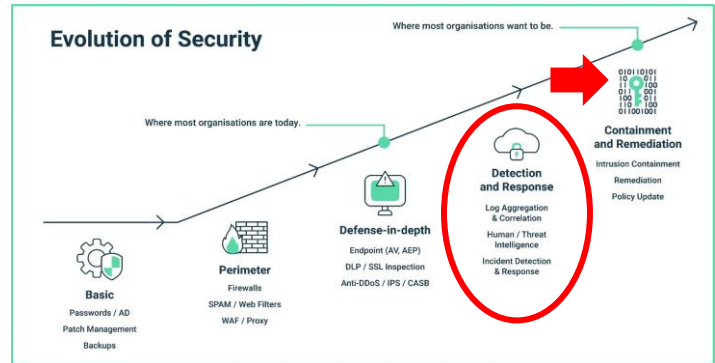 Evolution of Security
Where most organisations want to be.
Where most organisations are today.
Basic
Passwords / AD
Patch Management
Backups
Perimeter
Firewalls
SPAM / Web Filters
WAF / Proxy
Defense-in-depth
Endpoint (AV, AEP)
DLP / SSL Inspection
Anti-DDoS / IPS / CASB
Detection
and Response
Log Aggregation
& Correlation
Human / Threat
Intelligence
Incident Detection
& Response
Containment
and Remediation
Intrusion Containment
Remediation
Policy Update